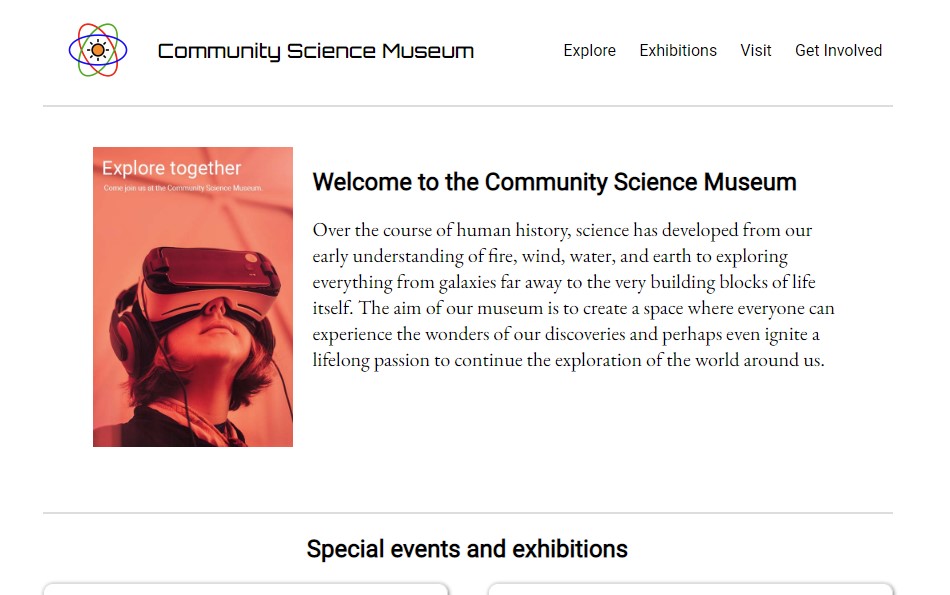 Community Science Museum
Explore Exhibitions Visit Get Involved
Explore together
Come join us at the Community Science Museum.
Welcome to the Community Science Museum
Over the course of human history, science has developed from our
early understanding of fire, wind, water, and earth to exploring
everything from galaxies far away to the very building blocks of life
itself. The aim of our museum is to create a space where everyone can
experience the wonders of our discoveries and perhaps even ignite a
lifelong passion to continue the exploration of the world around us.
Special events and exhibitions